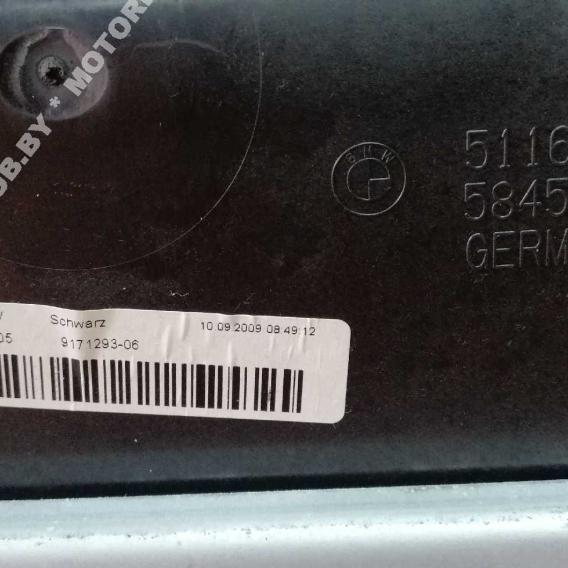 OB.BY * MOTOR
BMW
5116
5845
GERM
Schwarz
10.09.2009 08:49:12
05
9171293-06